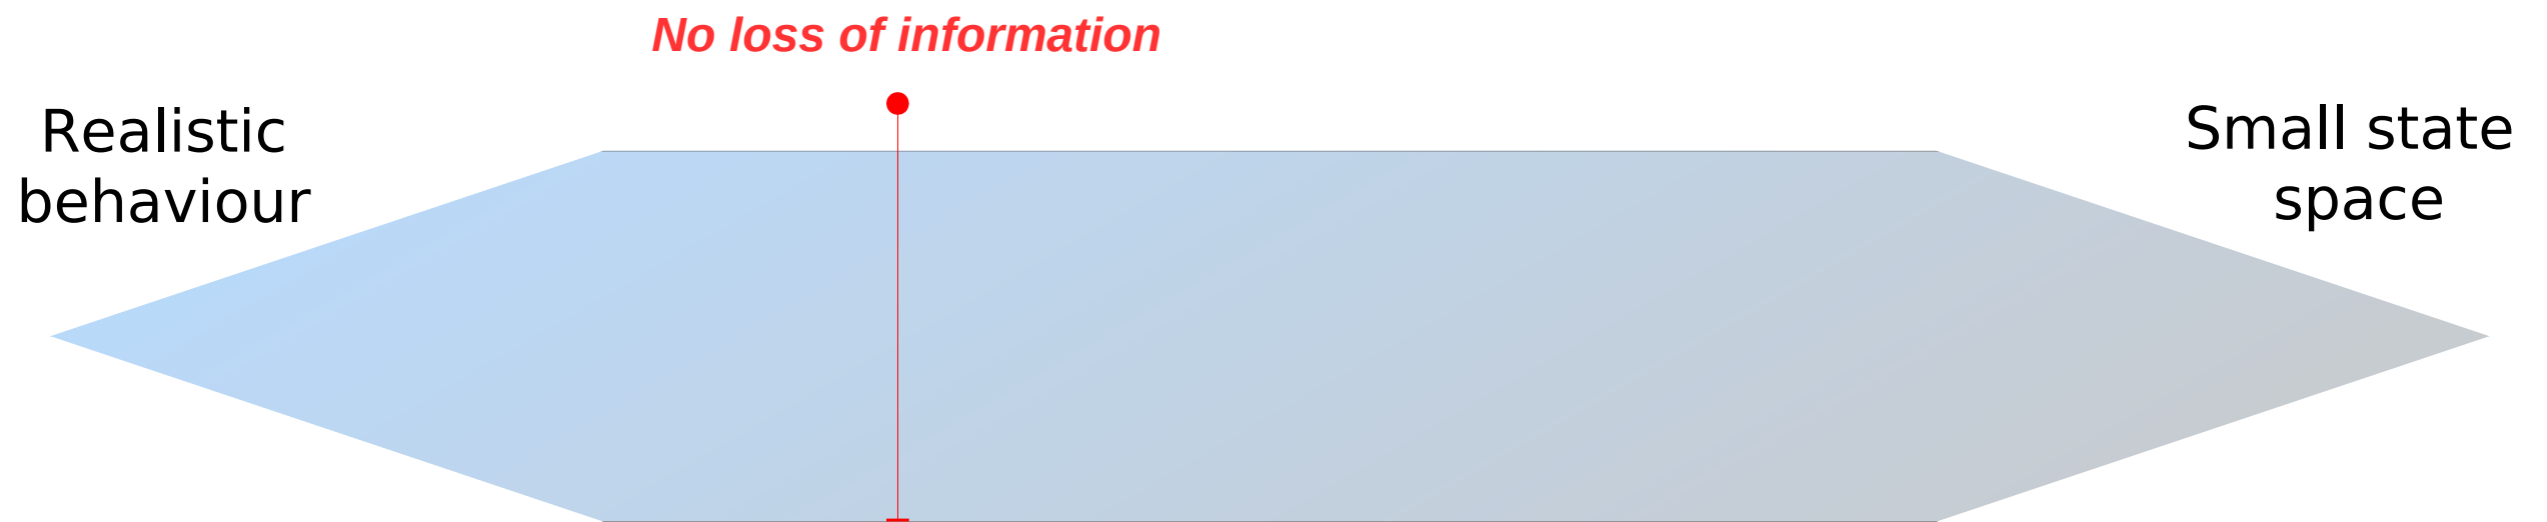 No loss of information
Realistic
behaviour
Small state
space